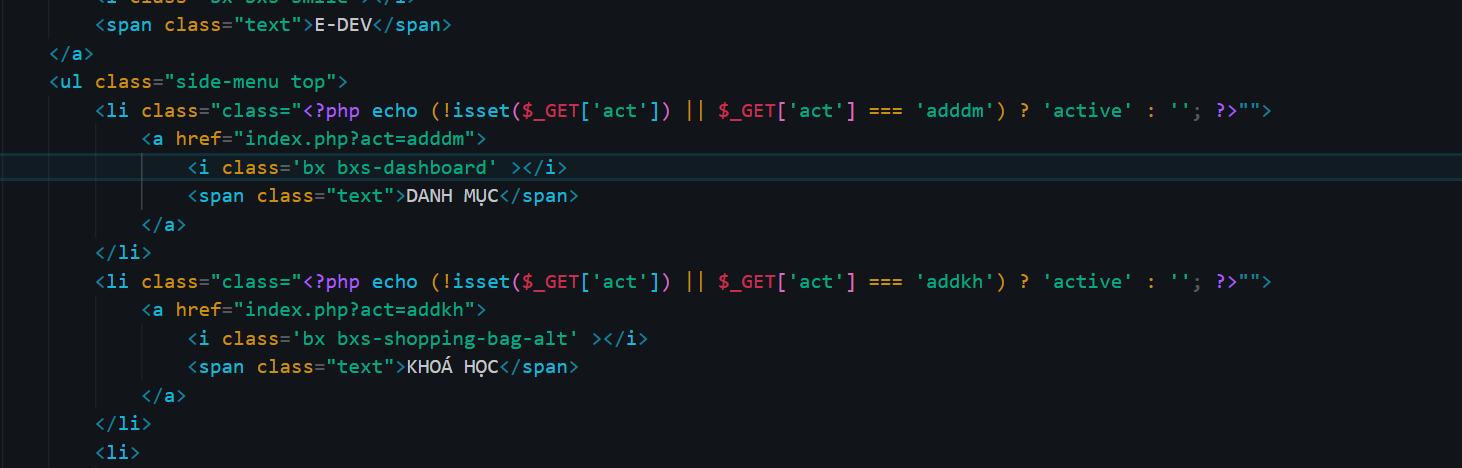 <span class="text">E-DEV</span>
</a>
<ul class="side-menu top">
<li class="class="<?php echo (!isset($_GET['act']) || $_GET['act'] === 'adddm') ? 'active' : ''; ?>"">
<a href="index.php?act=adddm">
<i class='bx bxs-dashboard' ></i>
<span class="text">DANH MỤC</span>
</a>
</li>
<li class="class="<?php echo (!isset($_GET['act']) || $_GET['act'] === 'addkh') ? 'active' : ''; ?>"">
<a href="index.php?act=addkh">
<i class='bx bxs-shopping-bag-alt' ></i>
<span class="text">KHOÁ HỌC</span>
</a>
</li>
<li>